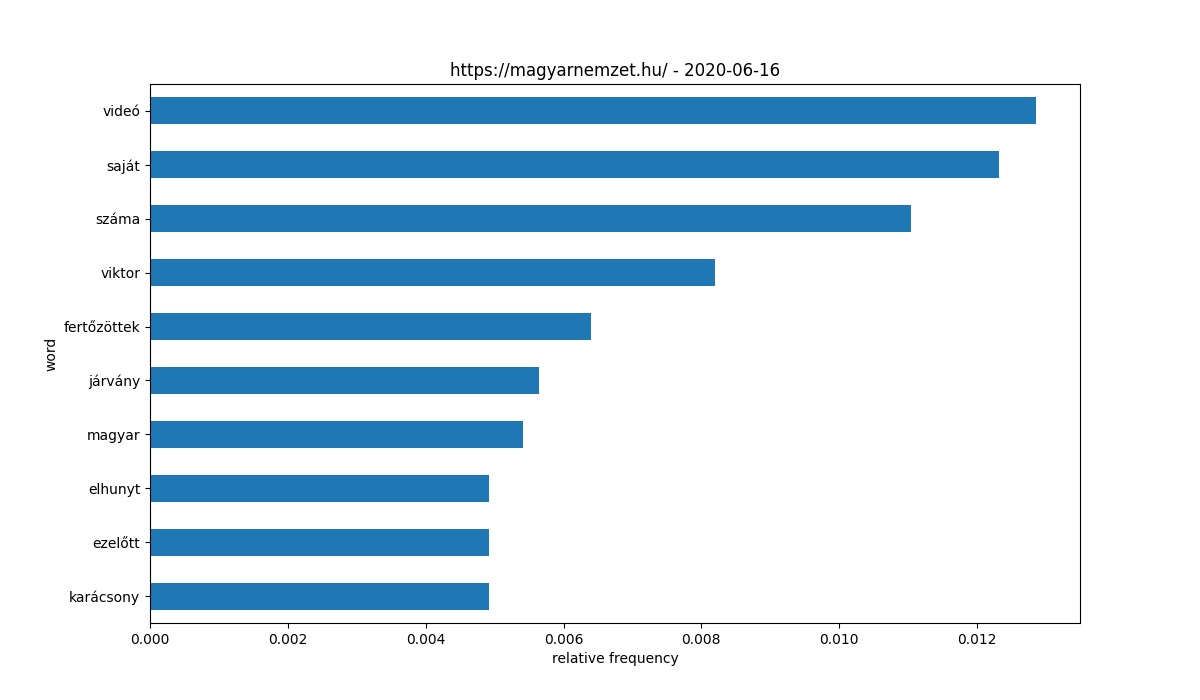 https://magyarnemzet.hu/ - 2020-06-16
videó
saját
száma
viktor
fertőzöttek
járvány
magyar
elhunyt
ezelőtt
karácsony
word
0.000 0.002 0.004 0.006 0.008 0.010 0.012
relative frequency